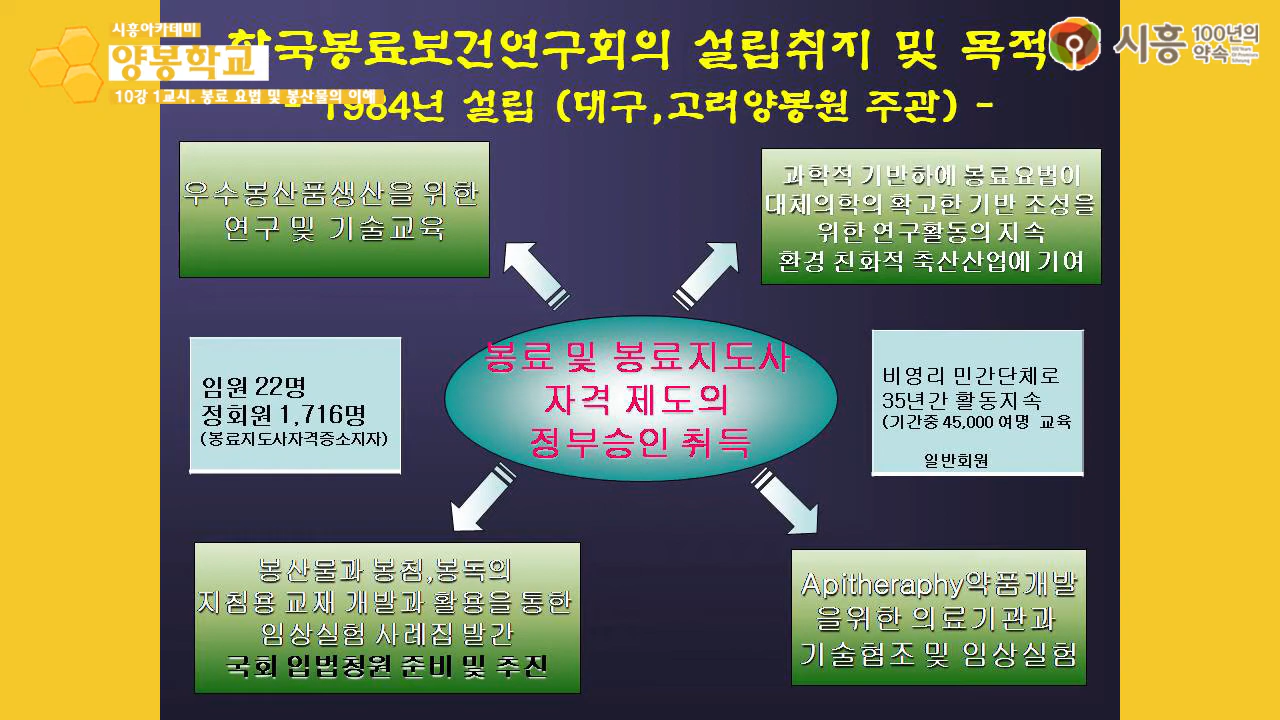 시흥아카데미
양봉학교
10강 1교시. 봉료 요법 및 봉산물의 이해
한국봉료보건연구회의 설립취지 및 목적
시흥 100년의
약속
1984년 설립 (대구,고려양봉원 주관) -
우수봉산품생산을 위한
연구 및 기술교육
과학적 기반하에 봉료요법이
대체의학의 확고한 기반 조성을
위한 연구활동의 지속
환경 친화적 축산산업에 기여
임원 22명
정회원 1,716명
(봉료지도사자격증소지자)
봉료 및 봉료지도사
자격 제도의
정부승인 취득
비영리 민간단체로
35년간 활동지속
(기간중 45,000 여명 교육
일반회원
봉산물과 봉침,봉독의
지침용 교재 개발과 활용을 통한
임상실험 사례집 발간
국회 입법청원 준비 및 추진
Apitheraphy약품개발
을위한 의료기관과
기술협조 및 임상실험